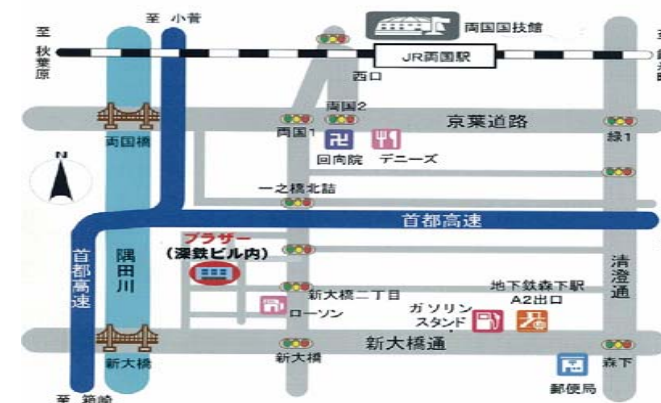 至 小菅
至 秋葉原
両国国技館
JR両国駅
西口
両国2
両国1
京葉道路
緑1
両国橋
回向院
デニーズ
N
一之橋北詰
首都高速
ブラザー
(深鉄ビル内)
首都高速
隅田川
清澄通
新大橋二丁目
地下鉄森下駅
A2出口
ローソン
ガソリン
スタンド
新大橋通
新大橋
新大橋
森下
郵便局
至 箱崎